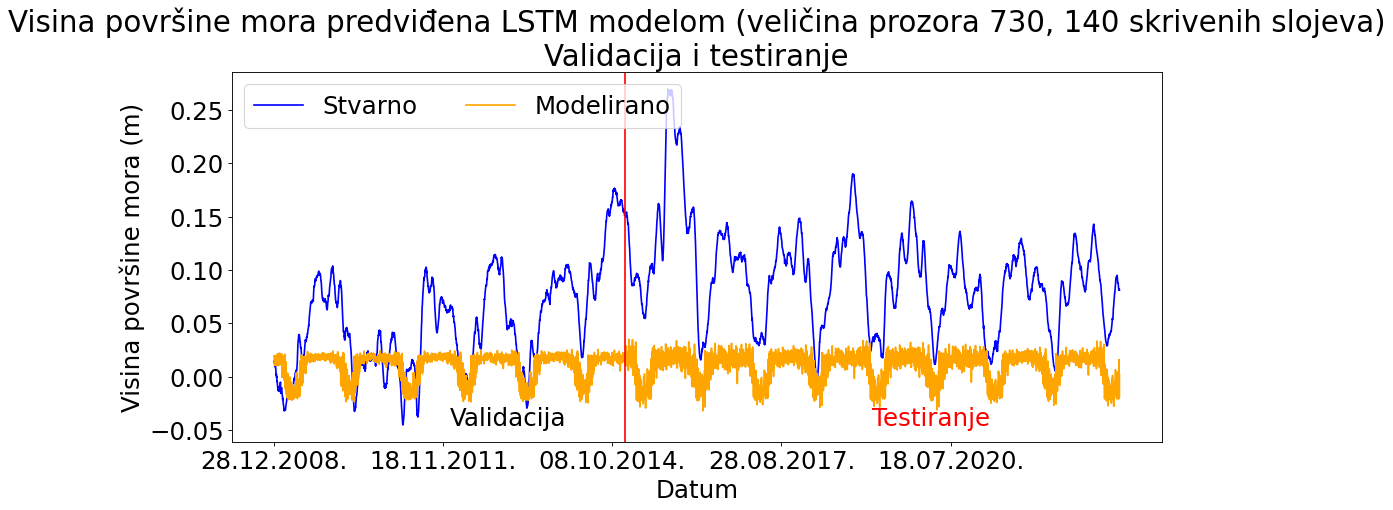 Visina površine mora predviđena LSTM modelom (veličina prozora 730, 140 skrivenih slojeva)
Validacija i testiranje
Stvarno
Modelirano
Visina površine mora (m)
0.25
0.20
0.15
0.10
0.05
0.00
−0.05
Validacija
Testiranje
28.12.2008.
18.11.2011.
08.10.2014.
28.08.2017.
18.07.2020.
Datum